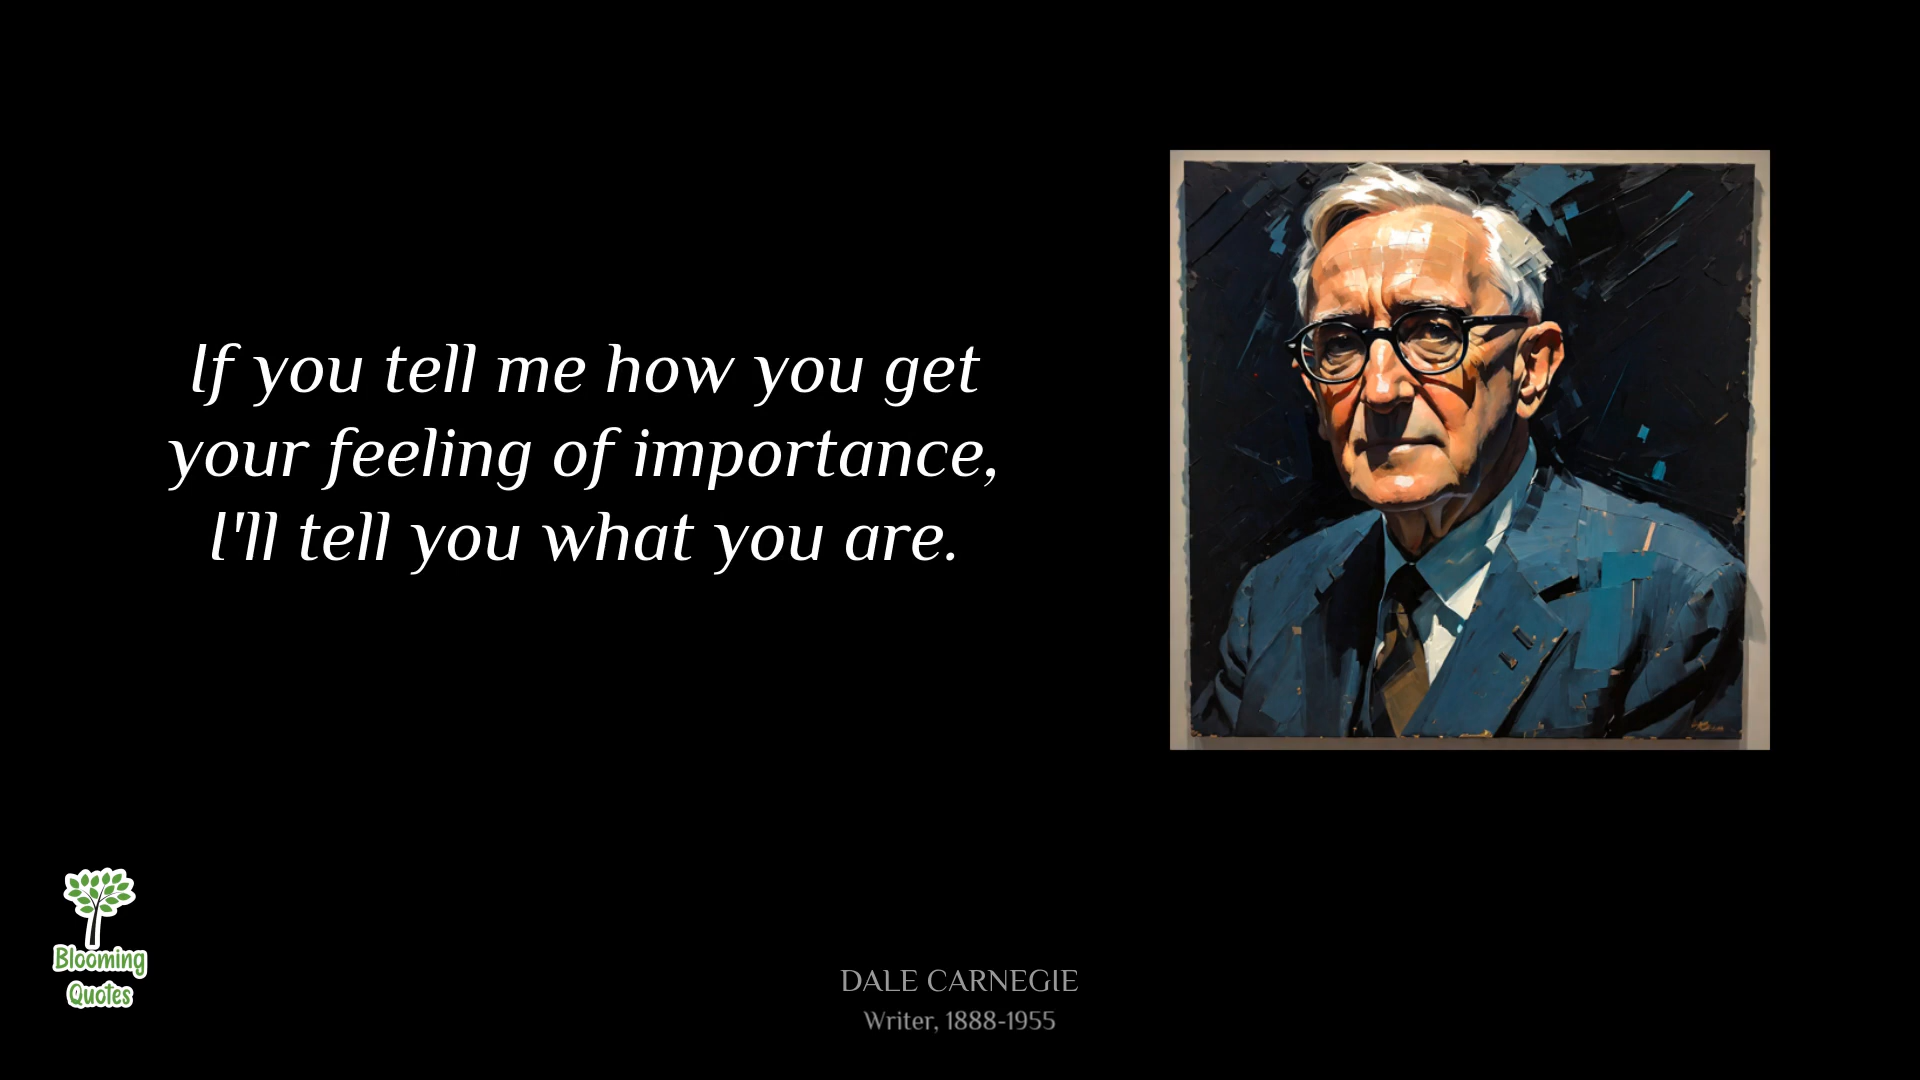 If you tell me how you get
your feeling of importance,
I'll tell you what you are.
Blooming
Quotes
DALE CARNEGIE
Writer, 1888-1955